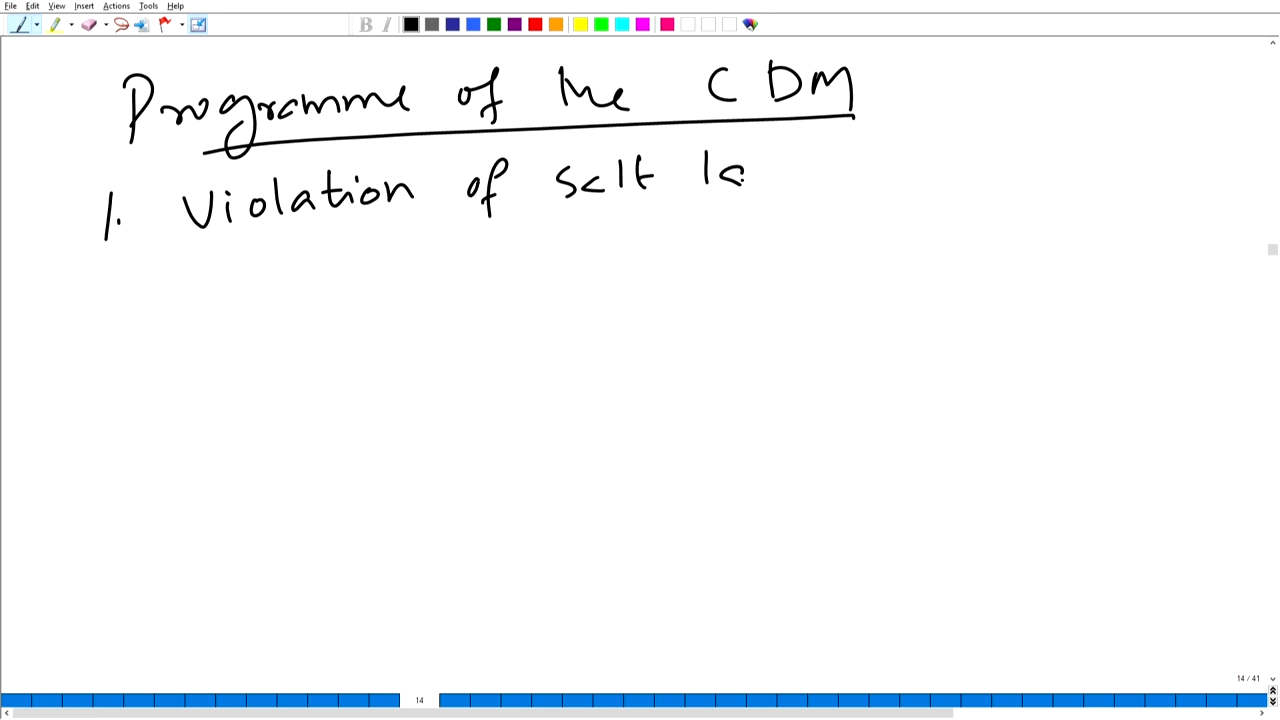 File Edit View Insert Actions Tools Help
B I
Programme of the CDM
1. Violation of salt la
14 / 41
14